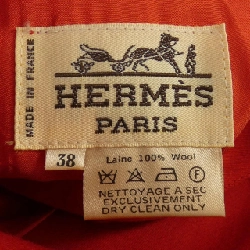 MADE IN FRANCE
HERMÈS
PARIS
38
Laine 100% Wool
NETTOYAGE A SEC
EXCLUSIVEMENT
DRY CLEAN ONLY